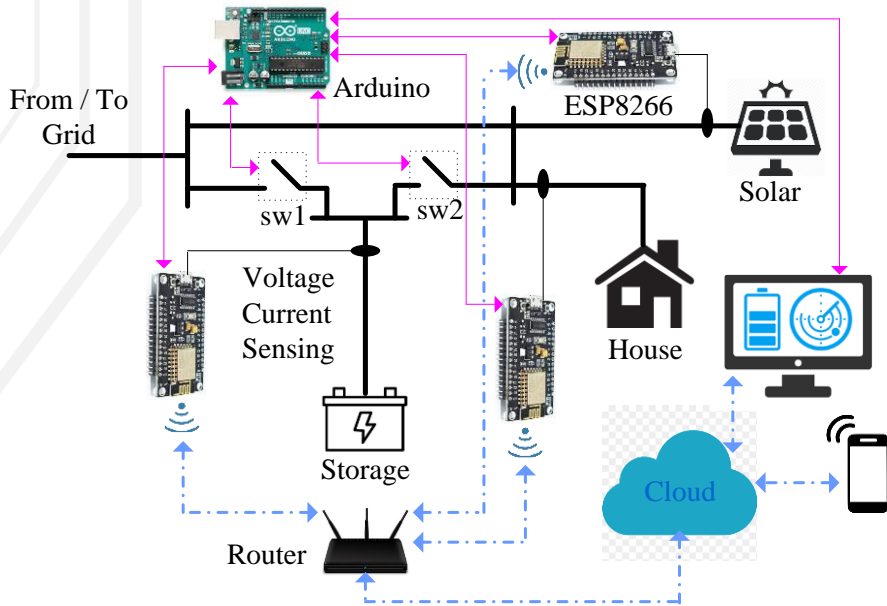 Arduino
ESP8266
From / To
Grid
Solar
sw1
sw2
Voltage
Current
Sensing
House
Storage
Cloud
Router